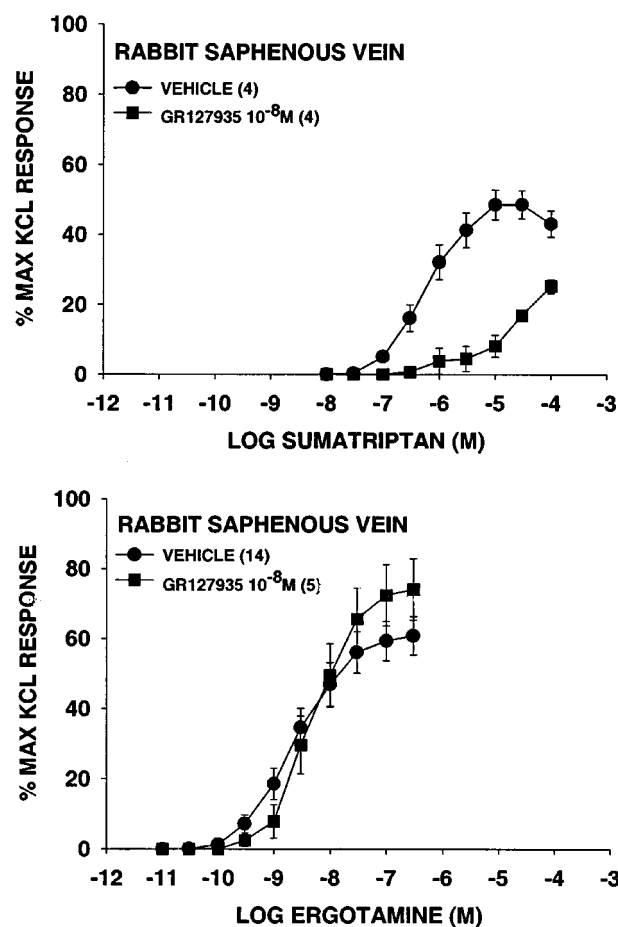 100
RABBIT SAPHENOUS VEIN
VEHICLE (4)
80
GR127935 10⁻⁸M (4)
60
40
20
0
% MAX KCL RESPONSE
-12 -11 -10 -9 -8 -7 -6 -5 -4 -3
LOG SUMATRIPTAN (M)
100
RABBIT SAPHENOUS VEIN
VEHICLE (14)
80
GR127935 10⁻⁸M (5)
60
40
20
0
% MAX KCL RESPONSE
-12 -11 -10 -9 -8 -7 -6 -5 -4 -3
LOG ERGOTAMINE (M)